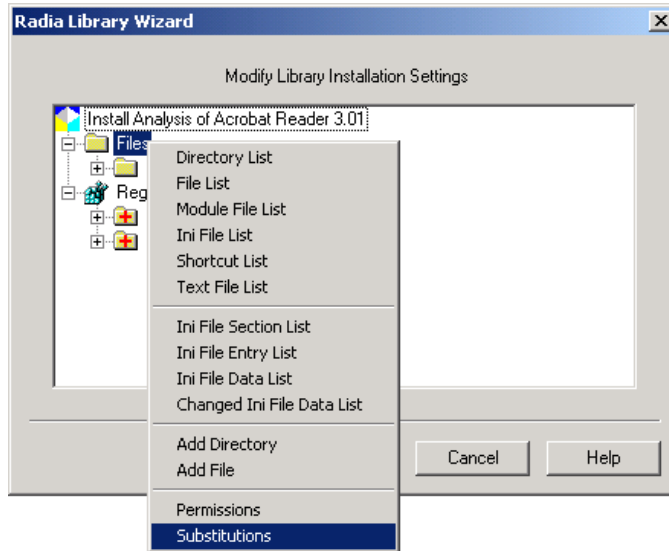 Radia Library Wizard
Modify Library Installation Settings
Install Analysis of Acrobat Reader 3.01
Files
Reg
Directory List
File List
Module File List
Ini File List
Shortcut List
Text File List
Ini File Section List
Ini File Entry List
Ini File Data List
Changed Ini File Data List
Add Directory
Add File
Permissions
Substitutions
Cancel
Help